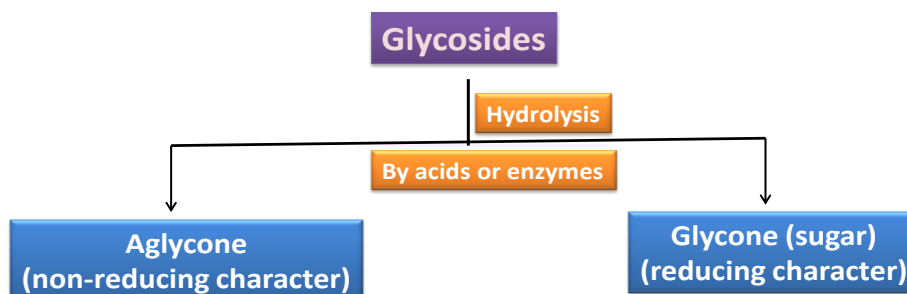 Glycosides
Hydrolysis
By acids or enzymes
Aglycone
(non-reducing character)
Glycone (sugar)
(reducing character)